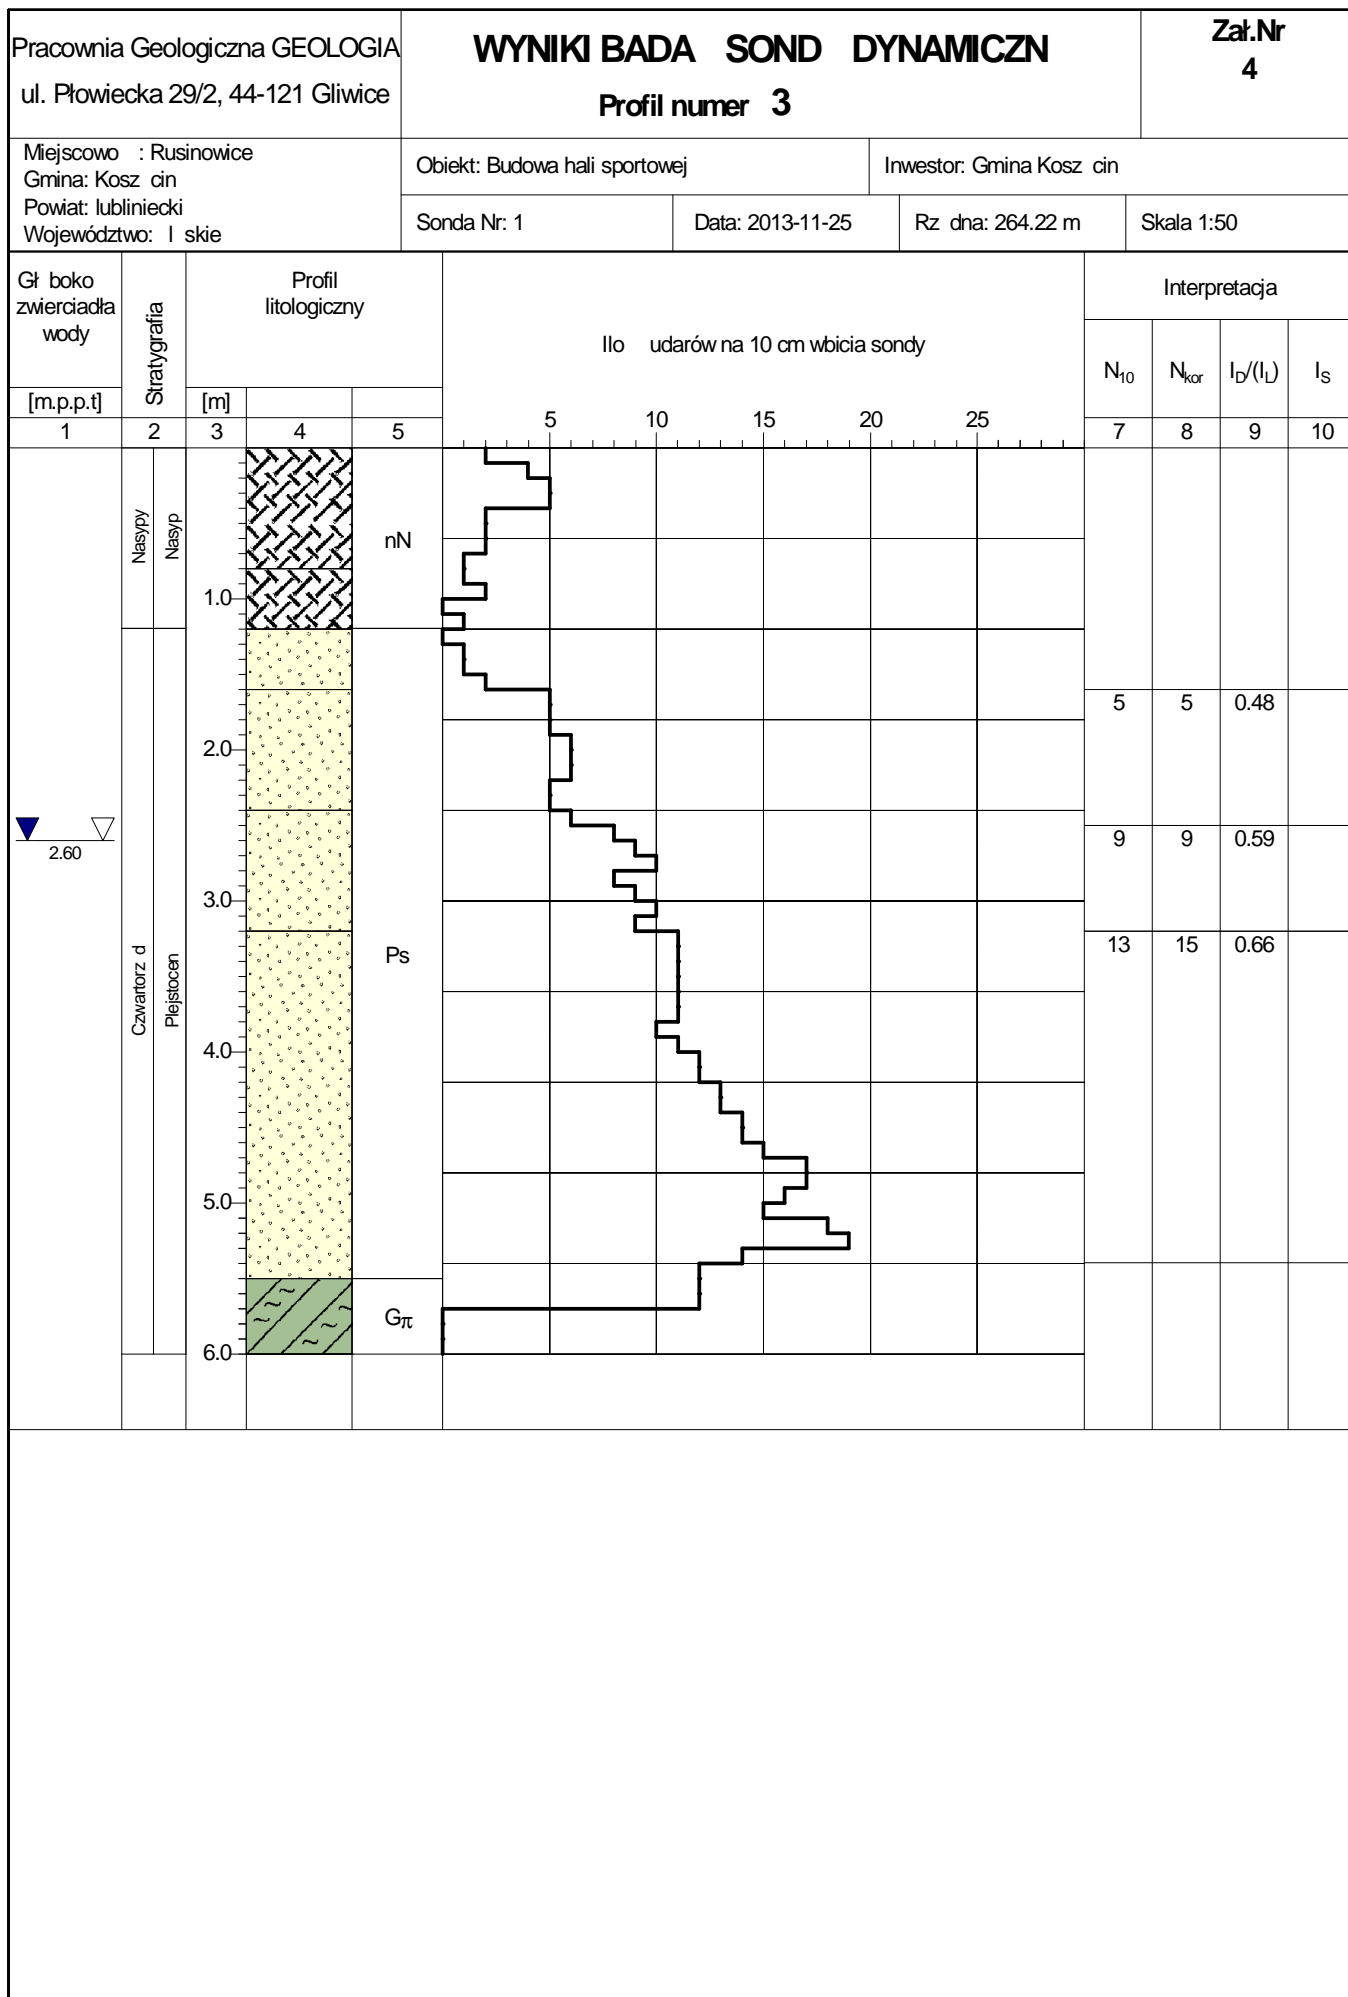 Pracownia Geologiczna GEOLOGIA
ul. Płowiecka 29/2, 44-121 Gliwice
WYNIKI BADA SOND DYNAMICZN
Profil numer 3
Zał.Nr
4
Miejscowo : Rusinowice
Gmina: Kosz cin
Powiat: lubliniecki
Województwo: l skie
Obiekt: Budowa hali sportowej
Inwestor: Gmina Kosz cin
Sonda Nr: 1
Data: 2013-11-25
Rz dna: 264.22 m
Skala 1:50
Gł boko
zwierciadła
wody
[m.p.p.t]
Stratygrafia
Profil
litologiczny
[m]
Ilo udarów na 10 cm wbicia sondy
5 10 15 20 25
Interpretacja
N10 Nkor ID/(IL) IS
1 2 3 4 5 7 8 9 10
Nasypy
Nasyp
nN
1.0
5 5 0.48
2.0
2.60
9 9 0.59
3.0
13 15 0.66
Czwartorz d
Plejstocen
Ps
4.0
5.0
Gπ
6.0